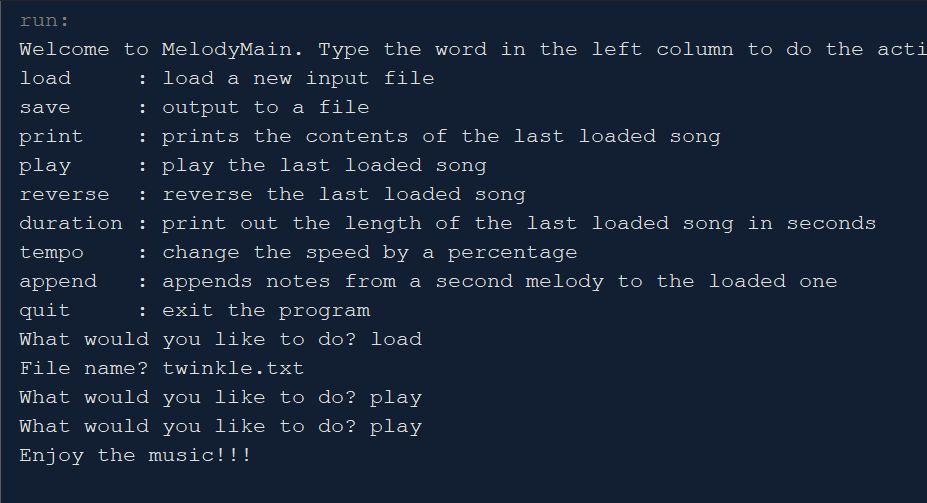 run:
Welcome to MelodyMain. Type the word in the left column to do the
load     : load a new input file
save     : output to a file
print    : prints the contents of the last loaded song
play     : play the last loaded song
reverse  : reverse the last loaded song
duration : print out the length of the last loaded song in seconds
tempo    : change the speed by a percentage
append   : appends notes from a second melody to the loaded one
quit     : exit the program
What would you like to do? load
File name? twinkle.txt
What would you like to do? play
What would you like to do? play
Enjoy the music!!!